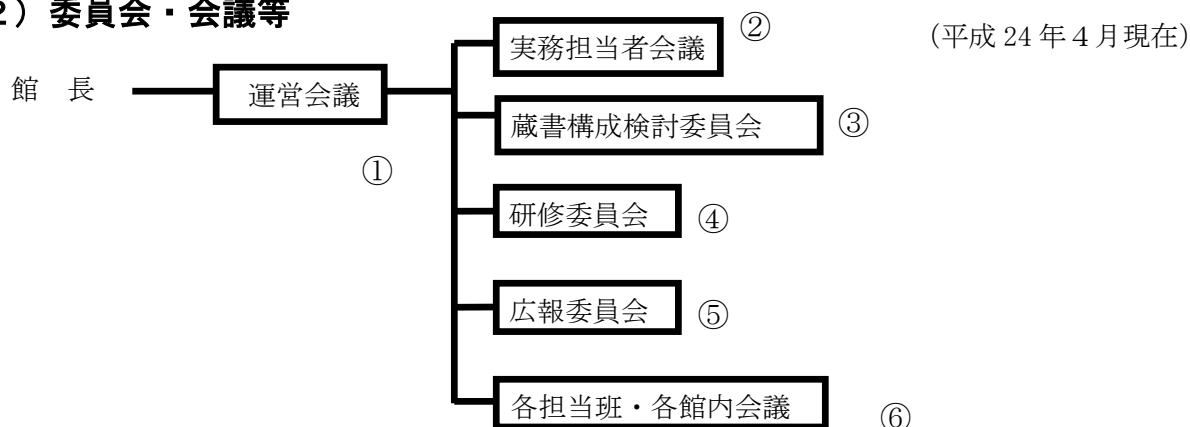 ２）委員会・会議等
（平成 24 年４月現在）
館 長
運営会議
①
実務担当者会議
②
蔵書構成検討委員会
③
研修委員会
④
広報委員会
⑤
各担当班・各館内会議
⑥